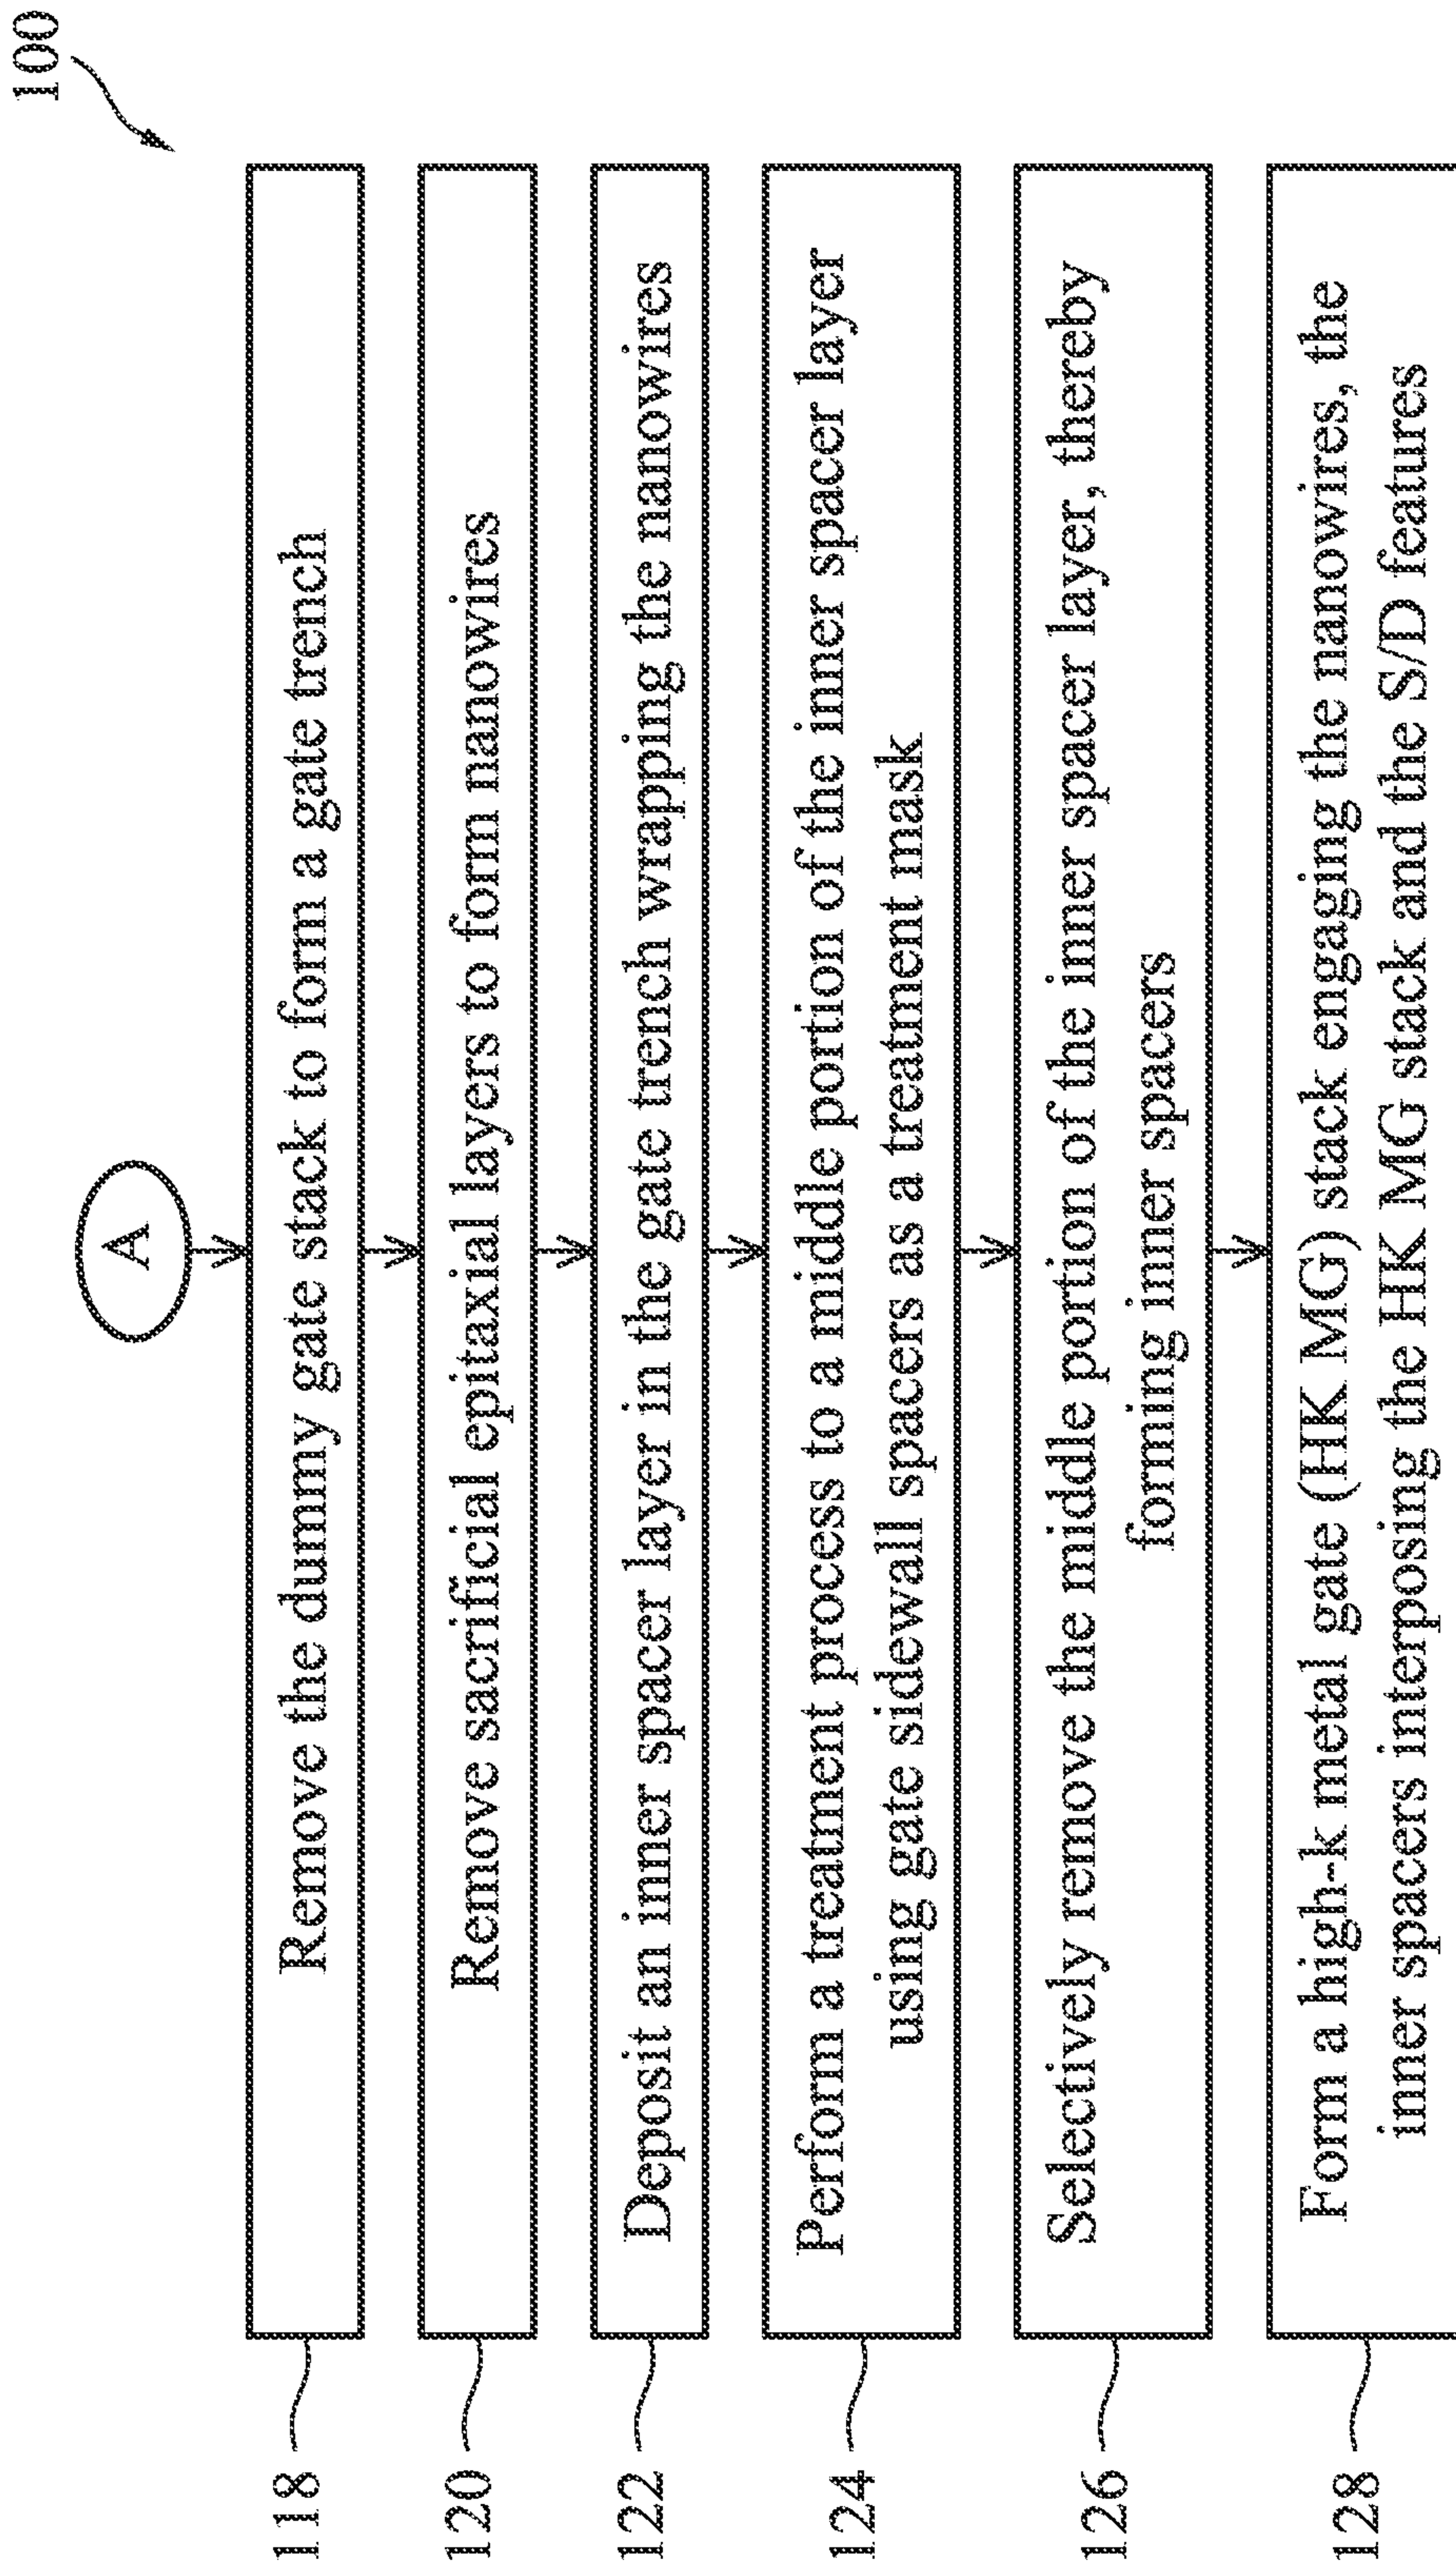 100
A
118
Remove the dummy gate stack to form a gate trench
120
Remove sacrificial epitaxial layers to form nanowires
122
Deposit an inner spacer layer in the gate trench wrapping the nanowires
124
Perform a treatment process to a middle portion of the inner spacer layer
using gate sidewall spacers as a treatment mask
126
Selectively remove the middle portion of the inner spacer layer, thereby
forming inner spacers
128
Form a high-k metal gate (HK MG) stack engaging the nanowires, the
inner spacers interposing the HK MG stack and the S/D features